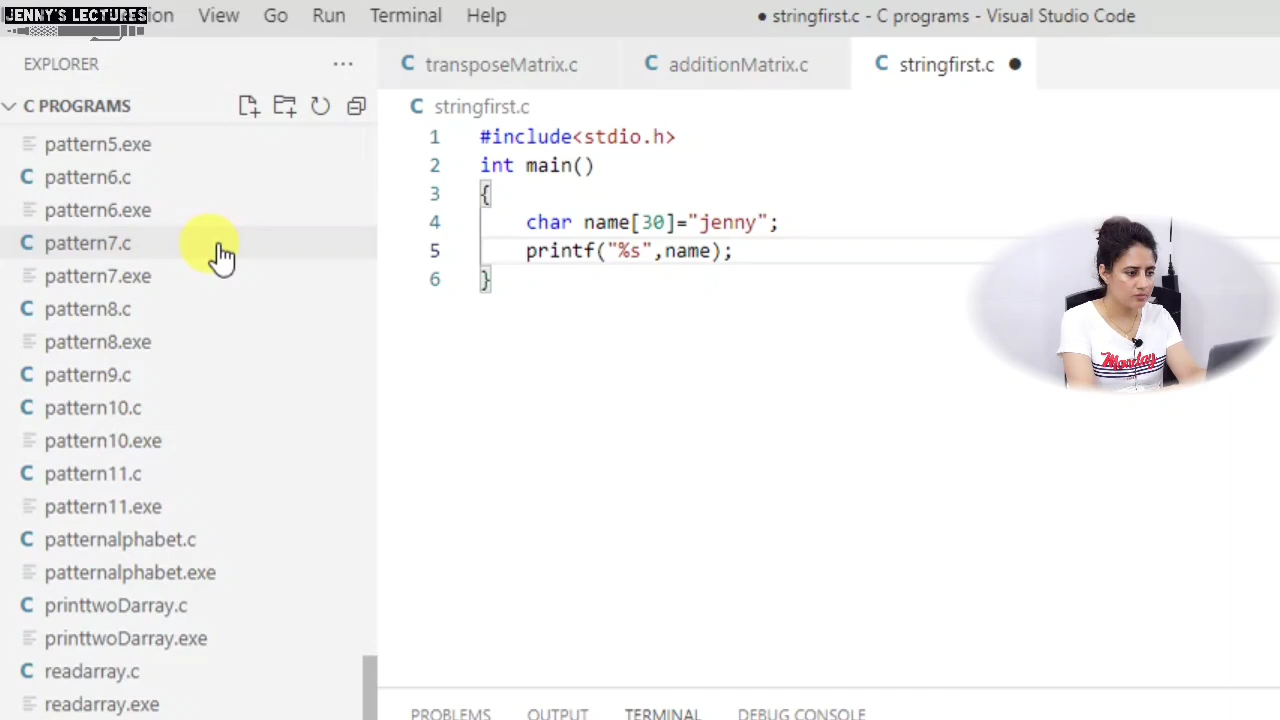 JENNY'S LECTURES
View Go Run Terminal Help
● stringfirst.c - C programs - Visual Studio Code
EXPLORER
C transposeMatrix.c
C additionMatrix.c
C stringfirst.c
C PROGRAMS
C stringfirst.c
pattern5.exe
C pattern6.c
pattern6.exe
C pattern7.c
pattern7.exe
C pattern8.c
pattern8.exe
C pattern9.c
C pattern10.c
pattern10.exe
C pattern11.c
pattern11.exe
C patternalphabet.c
patternalphabet.exe
C printtwoDarray.c
printtwoDarray.exe
C readarray.c
readarray.exe
1 #include<stdio.h>
2 int main()
3 {
4 char name[30]="jenny";
5 printf("%s",name);
6 }
Monday
PROBLEMS OUTPUT TERMINAL DEBUG CONSOLE